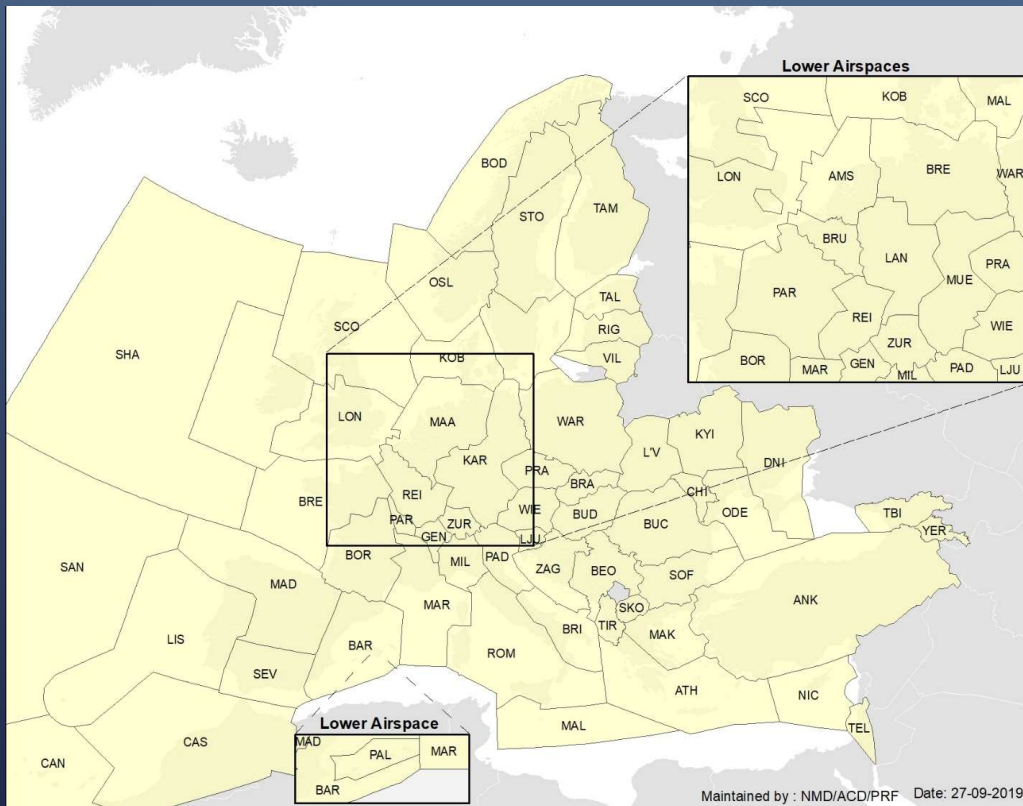 Lower Airspaces
SCO
KOB
MAL
LON
AMS
BRE
WAR
BRU
LAN
PRA
MUE
PAR
REI
WIE
ZUR
BOR
MAR
GEN
MIL
PAD
LJU
BOD
STO
TAM
OSL
TAL
SCO
RIG
SHA
KOB
VIL
LON
MAA
WAR
KYI
L'V
KAR
DNI
PRA
BRA
CHI
BRE
REI
WIE
BUD
ODE
TBI
PAR
ZUR
BUC
YER
GEN
LJU
BOR
MIL
PAD
ZAG
BEO
SOF
SAN
MAD
ANK
MAR
SKO
LIS
TIR
BRI
MAK
BAR
ROM
SEV
ATH
NIC
Lower Airspace
MAL
TEL
CAS
MAD
PAL
MAR
CAN
BAR
Maintained by : NMD/ACD/PRF Date: 27-09-2019